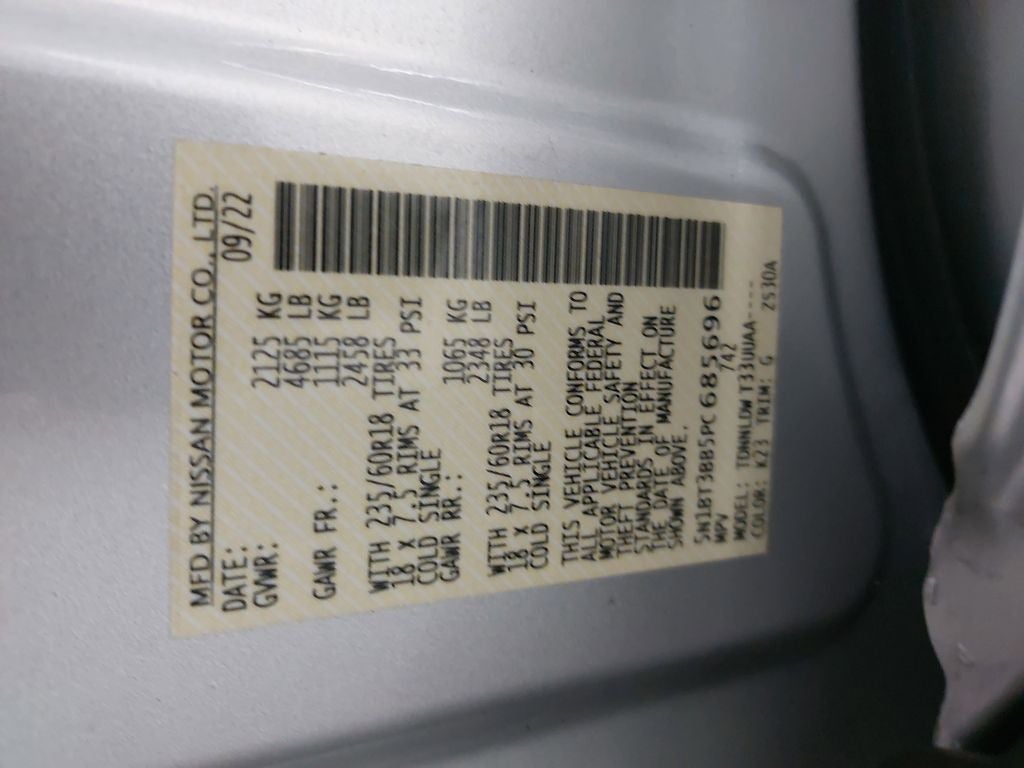 MFD BY NISSAN MOTOR CO., LTD.
DATE: 09/22
GVWR: 2125 KG
4685 LB
GAWR FR.: 1115 KG
2458 LB
WITH 235/60R18 TIRES
18 X 7.5 RIMS AT 33 PSI
COLD SINGLE
GAWR RR.: 1065 KG
2348 LB
WITH 235/60R18 TIRES
18 X 7.5 RIMS AT 30 PSI
COLD SINGLE
THIS VEHICLE CONFORMS TO
ALL APPLICABLE FEDERAL
MOTOR VEHICLE SAFETY AND
THEFT PREVENTION
STANDARDS IN EFFECT ON
THE DATE OF MANUFACTURE
SHOWN ABOVE.
5N1BT3BB5PC685696
MPV 742
MODEL: TDNNLDW T33UUAA----
COLOR: K23 TRIM: G ZS30A